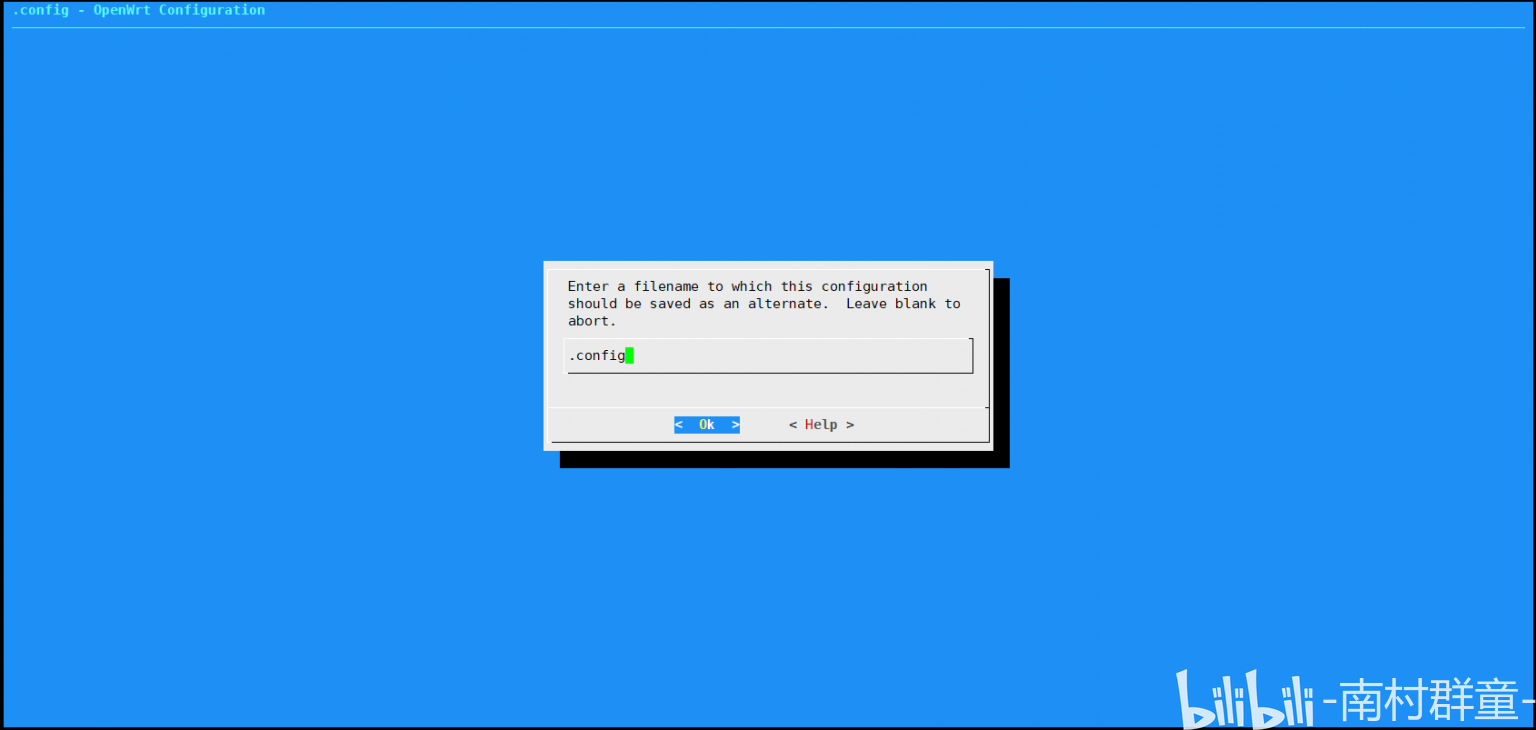 .config - OpenWrt Configuration
Enter a filename to which this configuration
should be saved as an alternate.  Leave blank to
abort.
.config
<  Ok  >      < Help >
bilibili -南村群童-